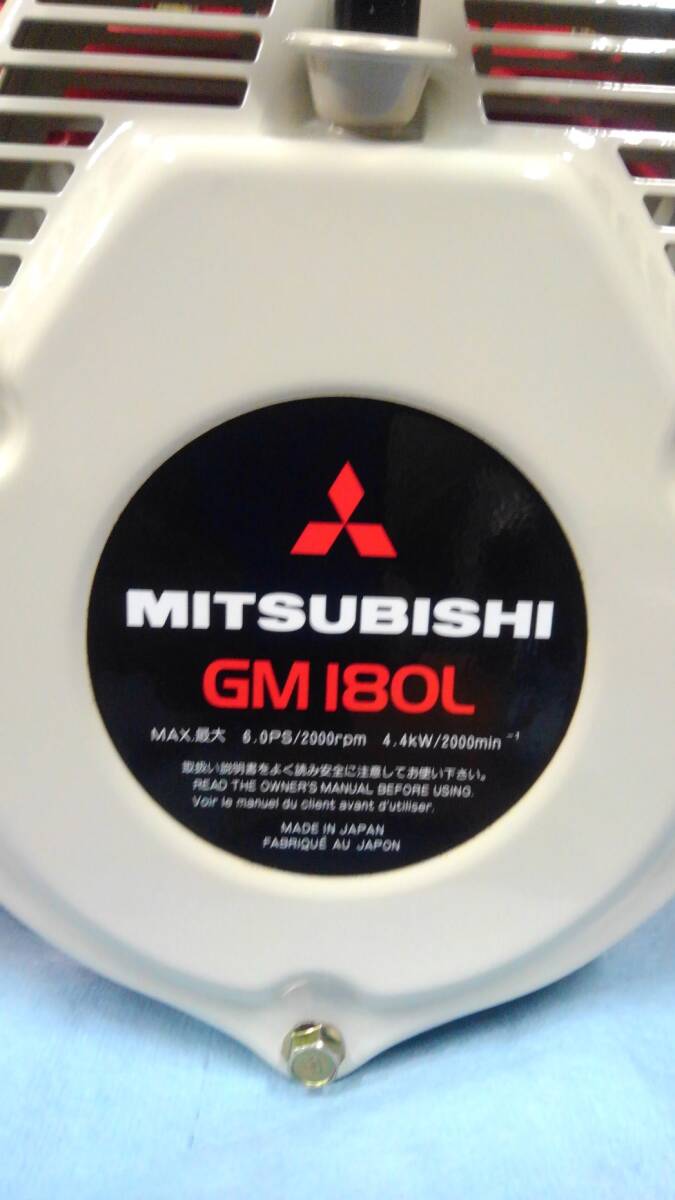 MITSUBISHI
GM180L
MAX.最大 6.0PS/2000rpm 4.4kW/2000min⁻¹
取扱い説明書をよく読み安全に注意してお使い下さい。
READ THE OWNER'S MANUAL BEFORE USING.
Voir le manuel du client avant d'utiliser.
MADE IN JAPAN
FABRIQUÉ AU JAPON